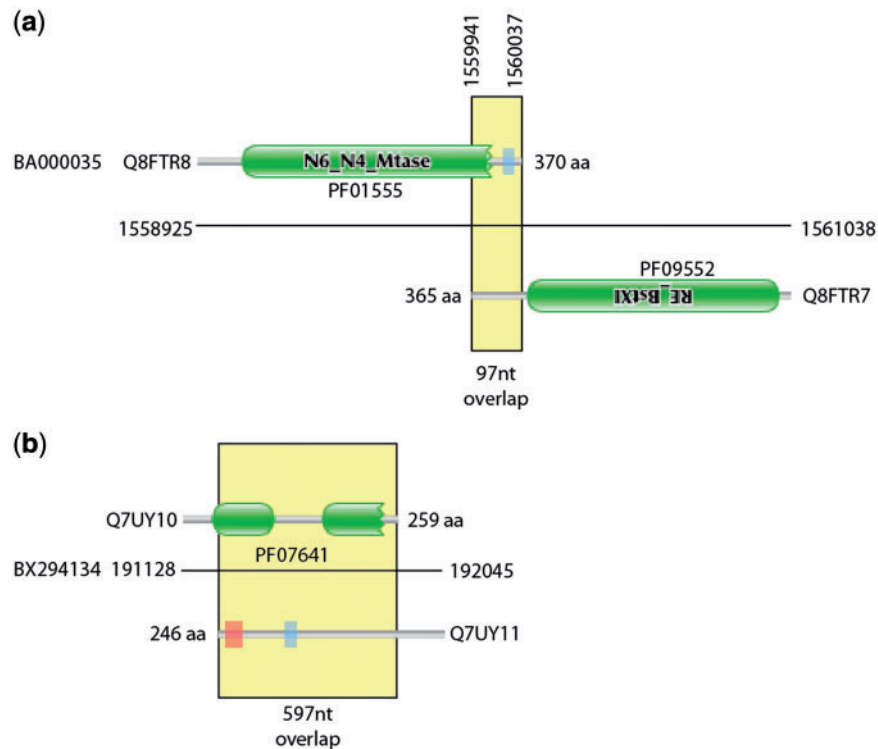 (a)
1559941
1560037
BA000035 Q8FTR8 N6_N4_Mtase 370 aa
PF01555
1558925 1561038
PF09552
365 aa RE_BstXI Q8FTR7
97nt
overlap
(b)
Q7UY10 259 aa
PF07641
BX294134 191128 192045
246 aa Q7UY11
597nt
overlap